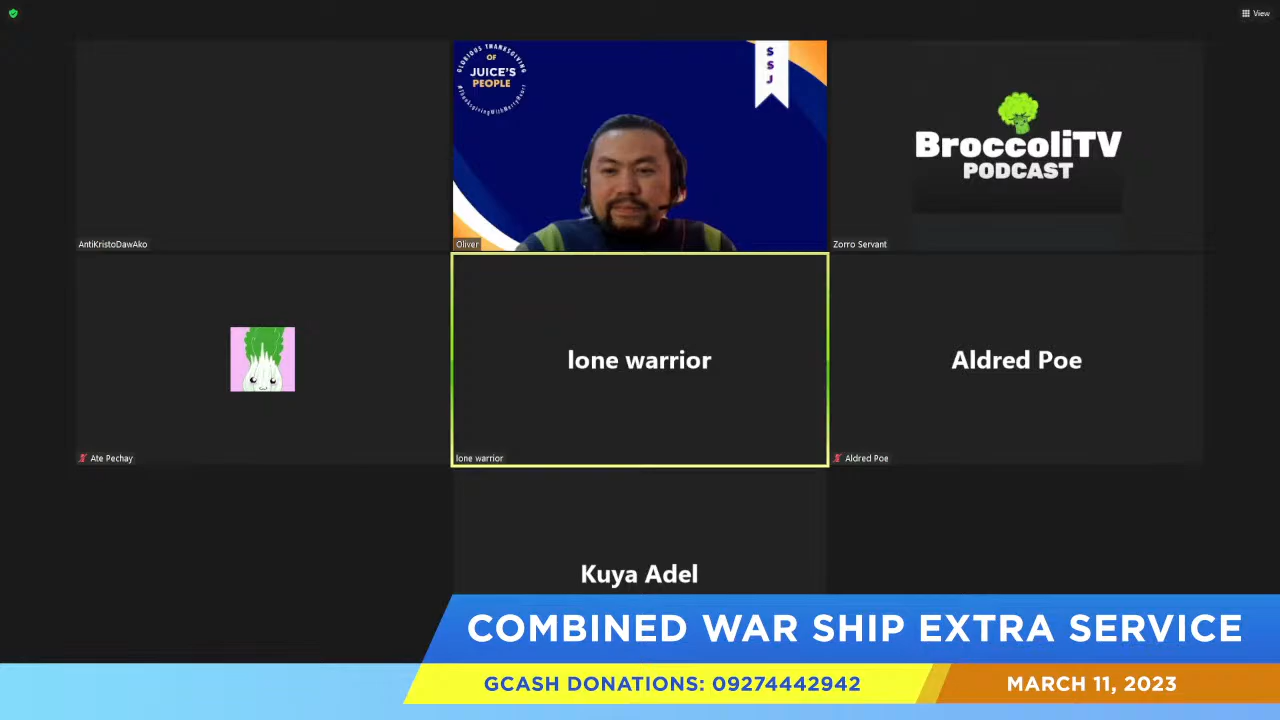 View
GLORIOUS THANKSGIVING
OF
JUICE'S
PEOPLE
#ThanksgivingWithMerryHeart
S
S
J
BroccoliTV
PODCAST
AntiKristoDawAko
Oliver
Zorro Servant
lone warrior
Aldred Poe
Ate Pechay
lone warrior
Aldred Poe
Kuya Adel
COMBINED WAR SHIP EXTRA SERVICE
GCASH DONATIONS: 09274442942
MARCH 11, 2023